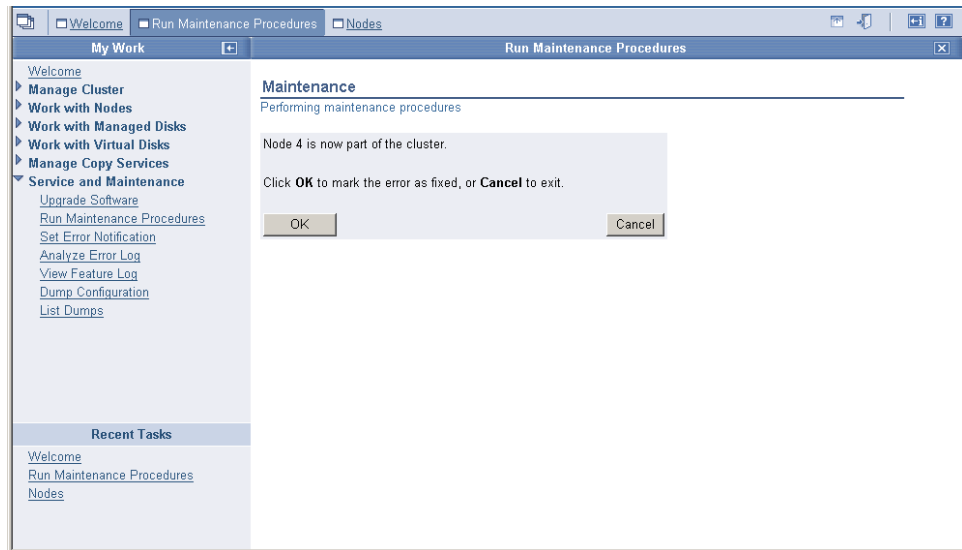 Welcome Run Maintenance Procedures Nodes
My Work
Run Maintenance Procedures
Welcome
Manage Cluster
Work with Nodes
Work with Managed Disks
Work with Virtual Disks
Manage Copy Services
Service and Maintenance
Upgrade Software
Run Maintenance Procedures
Set Error Notification
Analyze Error Log
View Feature Log
Dump Configuration
List Dumps
Recent Tasks
Welcome
Run Maintenance Procedures
Nodes
Maintenance
Performing maintenance procedures
Node 4 is now part of the cluster.
Click OK to mark the error as fixed, or Cancel to exit.
OK Cancel